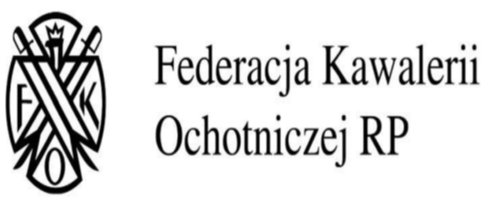 F K
O
Federacja Kawalerii
Ochotniczej RP